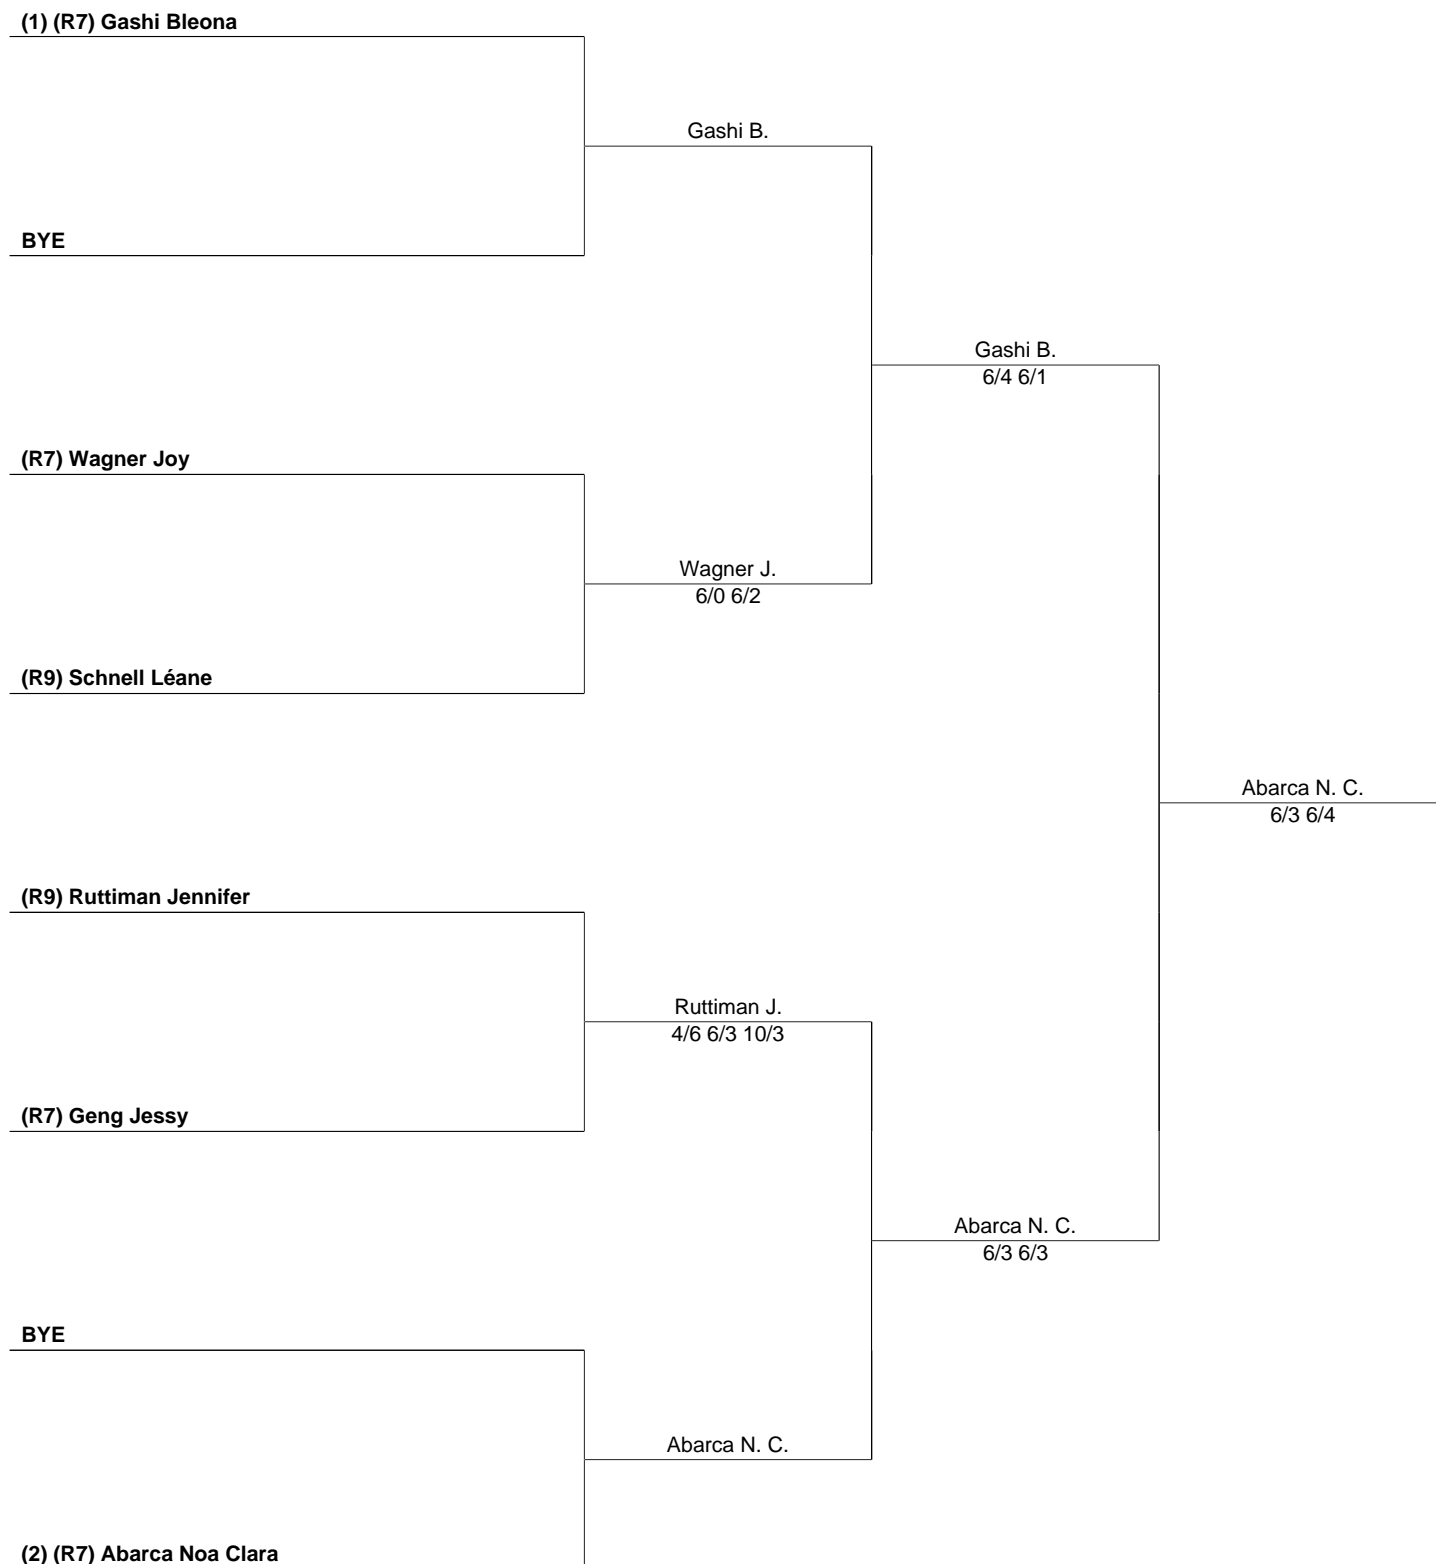 (1) (R7) Gashi Bleona
Gashi B.
BYE
Gashi B.
6/4 6/1
(R7) Wagner Joy
Wagner J.
6/0 6/2
(R9) Schnell Léane
Abarca N. C.
6/3 6/4
(R9) Ruttiman Jennifer
Ruttiman J.
4/6 6/3 10/3
(R7) Geng Jessy
Abarca N. C.
6/3 6/3
BYE
Abarca N. C.
(2) (R7) Abarca Noa Clara